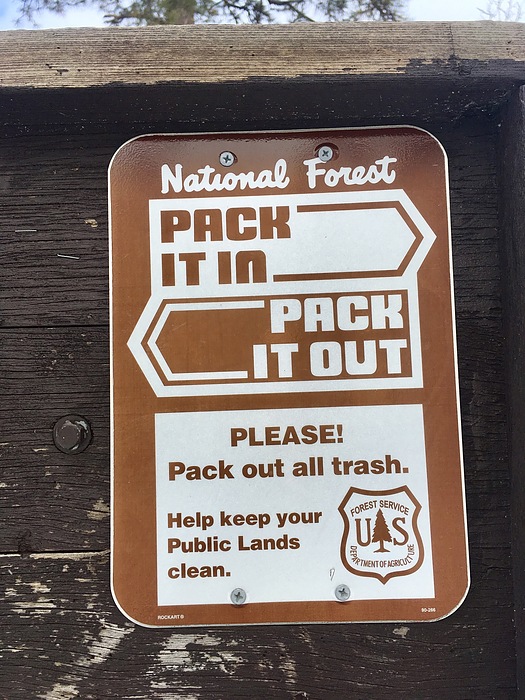 National Forest
PACK
IT IN
PACK
IT OUT
PLEASE!
Pack out all trash.
Help keep your
Public Lands
clean.
FOREST SERVICE
U S
DEPARTMENT OF AGRICULTURE
ROCKART®